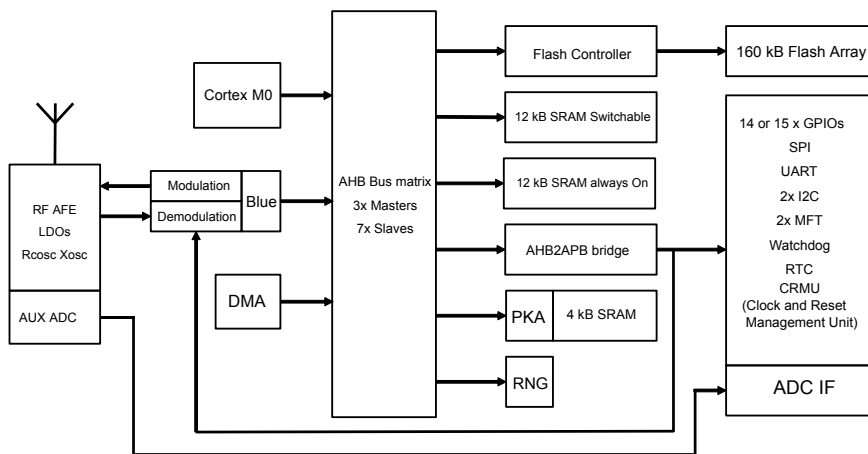 Cortex M0
RF AFE
LDOs
Rcosc Xosc
AUX ADC
Modulation
Demodulation
Blue
DMA
AHB Bus matrix
3x Masters
7x Slaves
Flash Controller
160 kB Flash Array
12 kB SRAM Switchable
12 kB SRAM always On
AHB2APB bridge
PKA
4 kB SRAM
RNG
14 or 15 x GPIOs
SPI
UART
2x I2C
2x MFT
Watchdog
RTC
CRMU
(Clock and Reset
Management Unit)
ADC IF